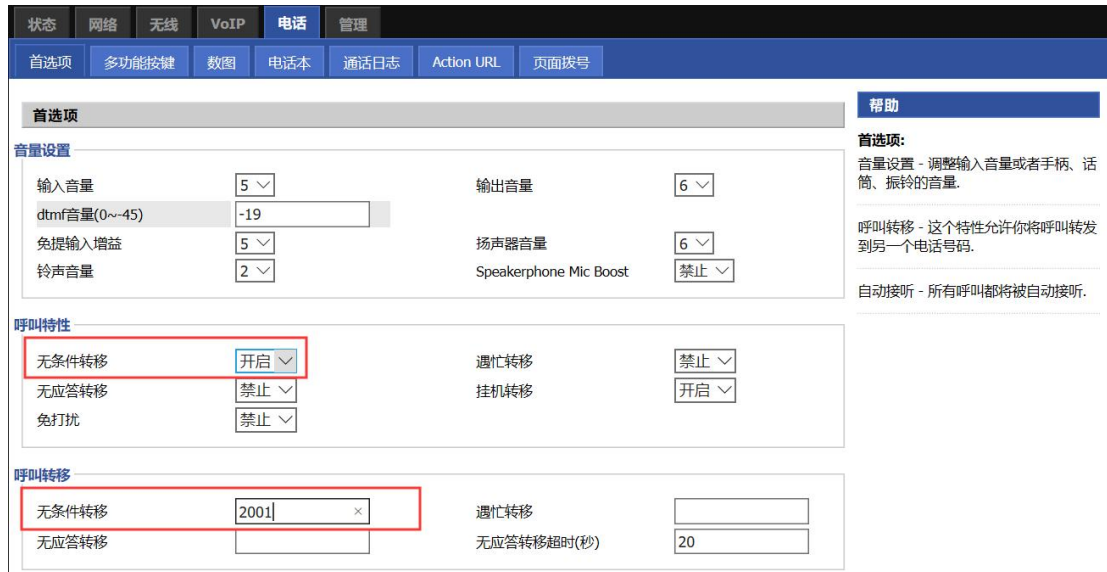 状态 网络 无线 VoIP 电话 管理
首选项 多功能按键 数图 电话本 通话日志 Action URL 页面拨号
首选项
音量设置
输入音量 5 输出音量 6
dtmf音量(0~-45) -19
免提输入增益 5 扬声器音量 6
铃声音量 2 Speakerphone Mic Boost 禁止
呼叫特性
无条件转移 开启 遇忙转移 禁止
无应答转移 禁止 挂机转移 开启
免打扰 禁止
呼叫转移
无条件转移 2001 × 遇忙转移
无应答转移 无应答转移超时(秒) 20
帮助
首选项:
音量设置 - 调整输入音量或者手柄、话
筒、振铃的音量.
呼叫转移 - 这个特性允许你将呼叫转发
到另一个电话号码.
自动接听 - 所有呼叫都将被自动接听.